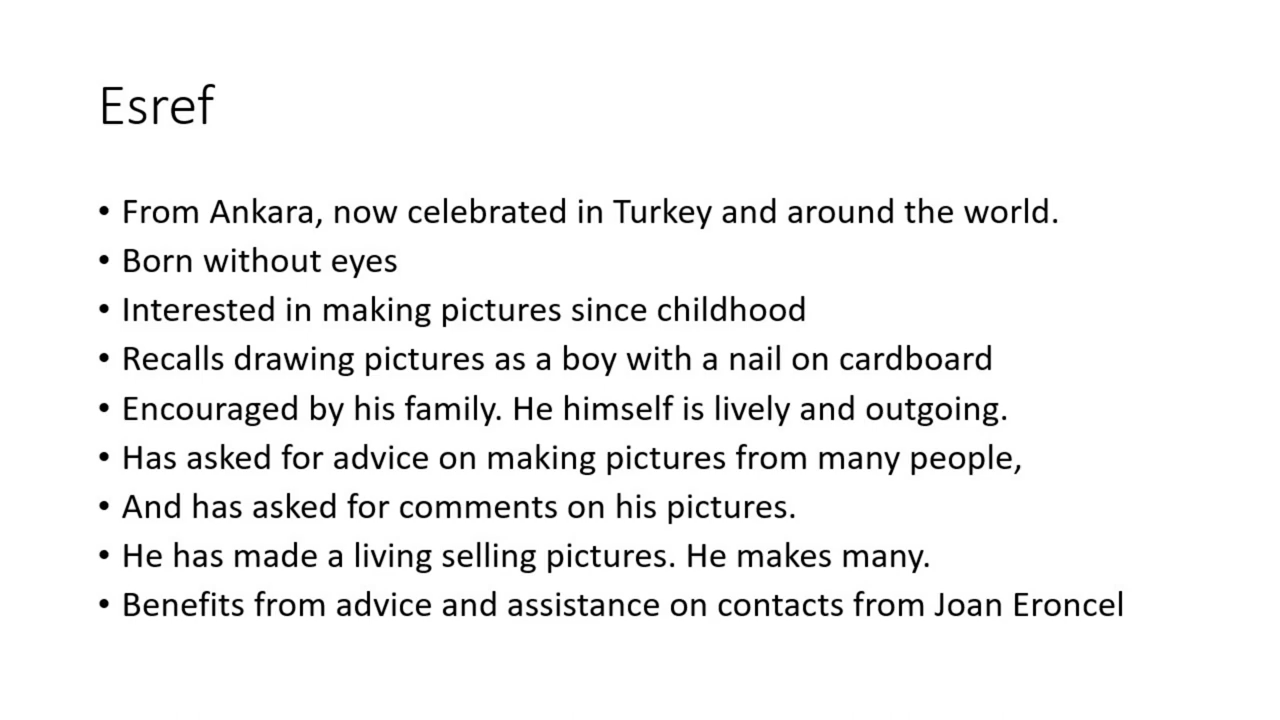 Esref
• From Ankara, now celebrated in Turkey and around the world.
• Born without eyes
• Interested in making pictures since childhood
• Recalls drawing pictures as a boy with a nail on cardboard
• Encouraged by his family. He himself is lively and outgoing.
• Has asked for advice on making pictures from many people,
• And has asked for comments on his pictures.
• He has made a living selling pictures. He makes many.
• Benefits from advice and assistance on contacts from Joan Eroncel